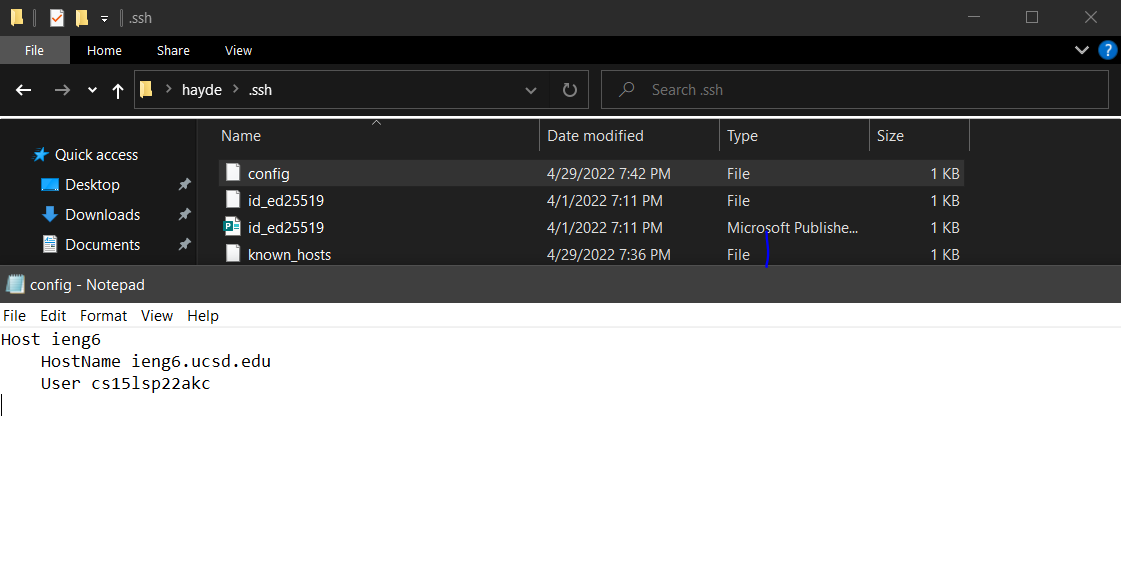 .ssh
File Home Share View
hayde .ssh Search .ssh
Name Date modified Type Size
Quick access
Desktop
Downloads
Documents
config 4/29/2022 7:42 PM File 1 KB
id_ed25519 4/1/2022 7:11 PM File 1 KB
id_ed25519 4/1/2022 7:11 PM Microsoft Publishe... 1 KB
known_hosts 4/29/2022 7:36 PM File 1 KB
config - Notepad
File Edit Format View Help
Host ieng6
    HostName ieng6.ucsd.edu
    User cs15lsp22akc